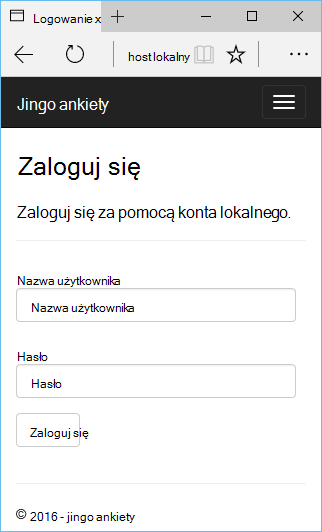 Logowanie x
host lokalny
Jingo ankiety
Zaloguj się
Zaloguj się za pomocą konta lokalnego.
Nazwa użytkownika
Nazwa użytkownika
Hasło
Hasło
Zaloguj się
© 2016 - jingo ankiety